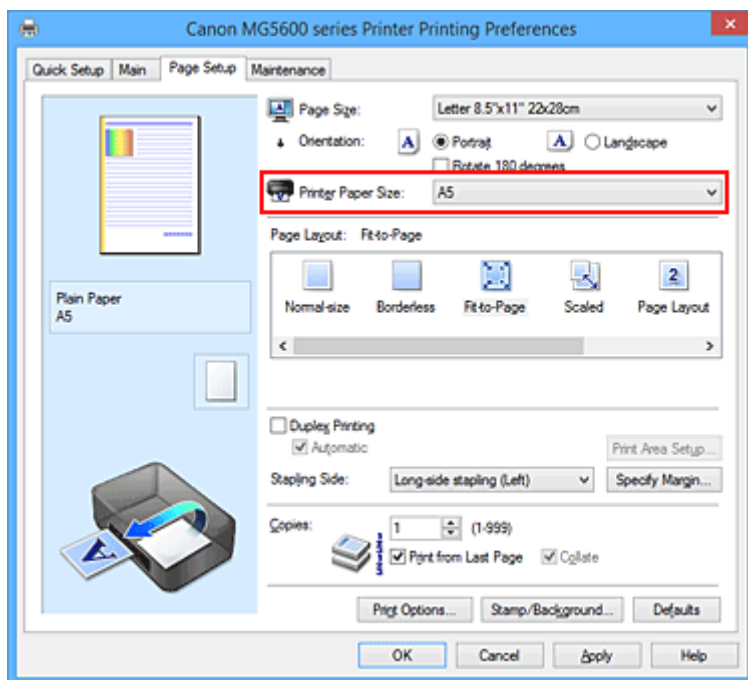 Canon MG5600 series Printer Printing Preferences
Quick Setup Main Page Setup Maintenance
Page Size: Letter 8.5"x11" 22x28cm
Orientation: A Portrait A Landscape
Rotate 180 degrees
Printer Paper Size: A5
Page Layout: Fit-to-Page
2
Normal-size Borderless Fit-to-Page Scaled Page Layout
Plain Paper
A5
Duplex Printing
Automatic
Print Area Setup...
Stapling Side: Long-side stapling (Left) Specify Margin...
Copies: 1 (1-999)
Print from Last Page Collate
A
Print Options... Stamp/Background... Defaults
OK Cancel Apply Help